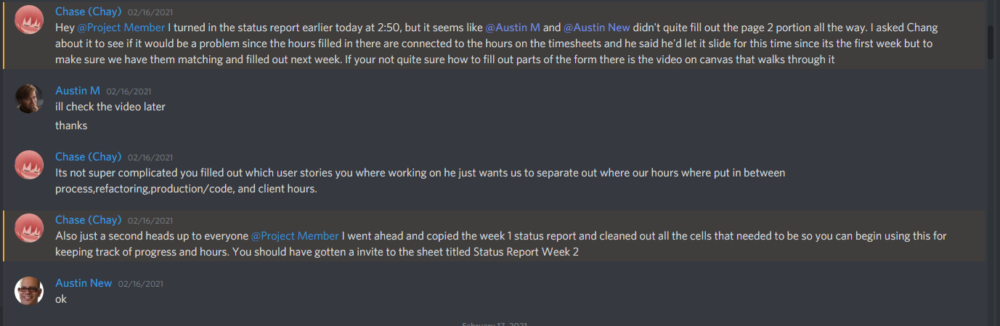 Chase (Chay) 02/16/2021
Hey @Project Member I turned in the status report earlier today at 2:50, but it seems like @Austin M and @Austin New didn't quite fill out the page 2 portion all the way. I asked Chang
about it to see if it would be a problem since the hours filled in there are connected to the hours on the timesheets and he said he'd let it slide for this time since its the first week but to
make sure we have them matching and filled out next week. If your not quite sure how to fill out parts of the form there is the video on canvas that walks through it
Austin M 02/16/2021
ill check the video later
thanks
Chase (Chay) 02/16/2021
Its not super complicated you filled out which user stories you where working on he just wants us to separate out where our hours where put in between
process,refactoring,production/code, and client hours.
Chase (Chay) 02/16/2021
Also just a second heads up to everyone @Project Member I went ahead and copied the week 1 status report and cleaned out all the cells that needed to be so you can begin using this for
keeping track of progress and hours. You should have gotten a invite to the sheet titled Status Report Week 2
Austin New 02/16/2021
ok
February 17, 2021